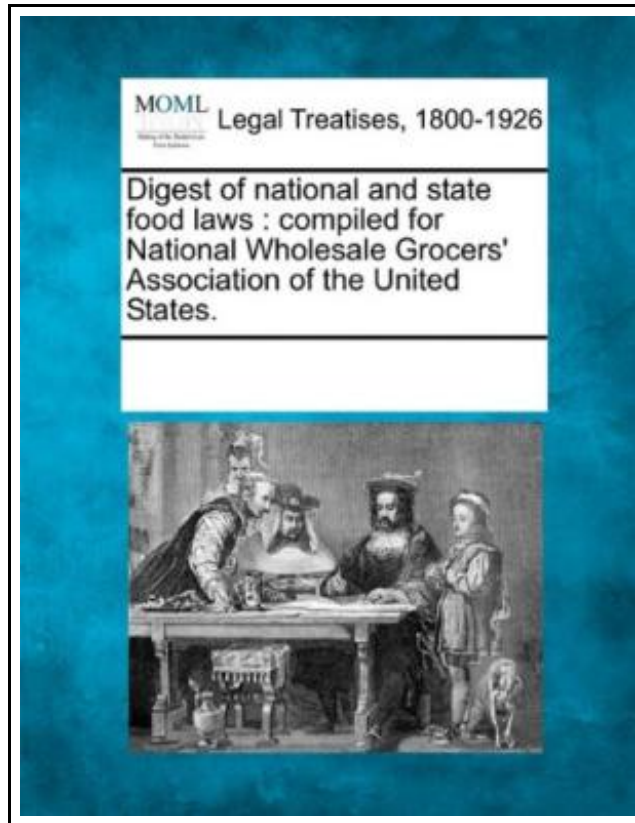 MOML
Legal Treatises, 1800-1926
Digest of national and state
food laws : compiled for
National Wholesale Grocers'
Association of the United
States.